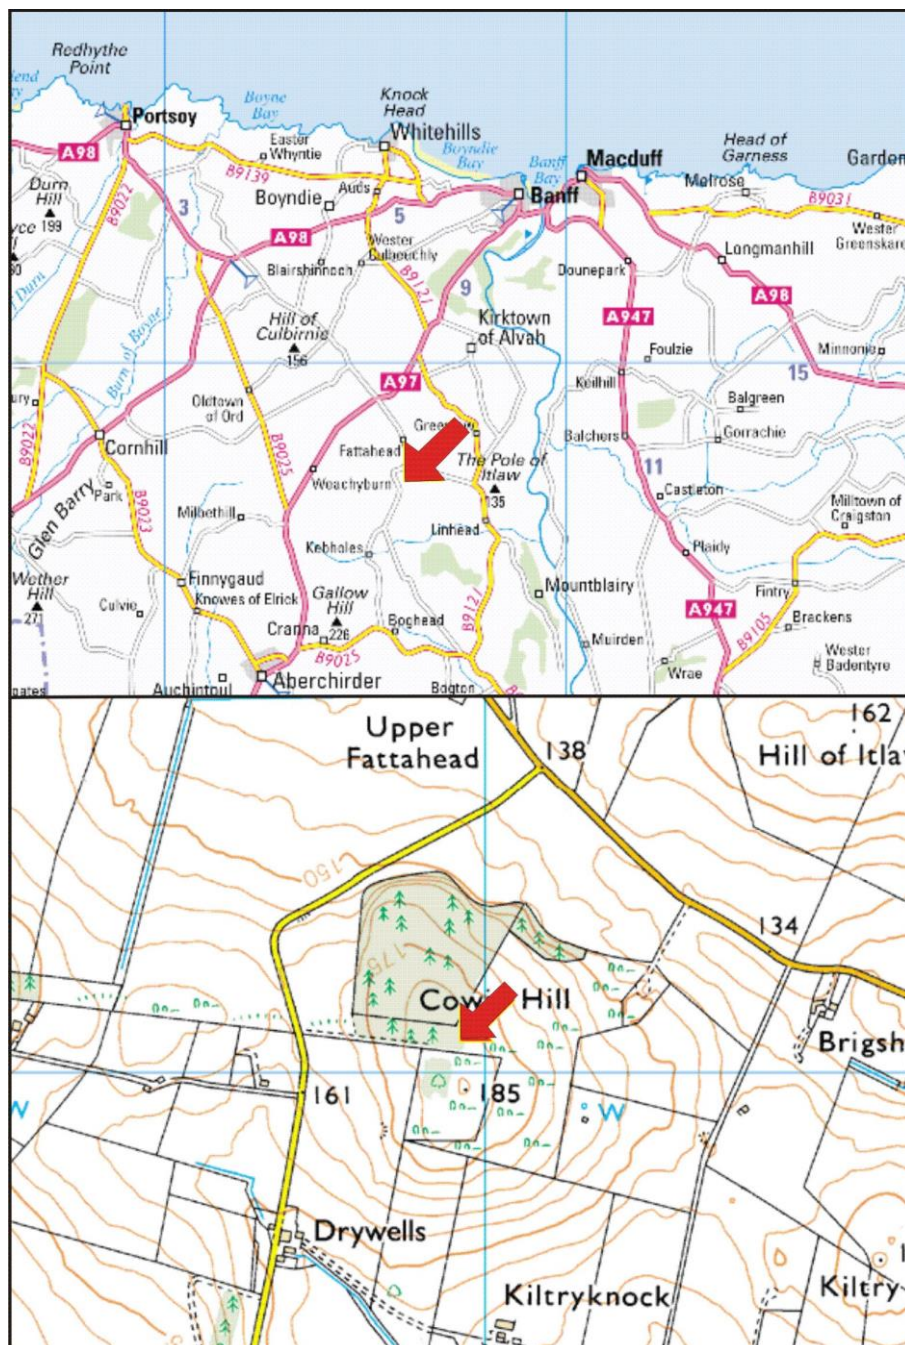 Redhythe
Point
Portsoy
A98
Durn
Hill
199
B9022
3
Boyne
Bay
Easter
Whyntie
B9139
Boyndie
Knock
Head
Whitehills
Boyndie
Bay
Auds
5
A98
Wester
Culbeuchly
Blairshinnoch
B9121
Banff
Bay
Banff
Macduff
Head of
Garness
Melrose
B9031
Wester
Longmanhill
Dounepark
A98
A947
Foulzie
Minnonie
15
Keilhill
Balgreen
Gorrachie
Balchers
11
Castleton
Milltown of
Craigston
Plaidy
Fintry
A947
B9105
Brackens
Wester
Badentyre
Wrae
Muirden
Mountblairy
9
Kirktown
of Alvah
Hill of
Culbirnie
156
A97
Burn of Boyne
Oldtown
of Ord
B9022
Cornhill
Park
Glen Barry
B9023
B9025
Fattahead
Weachyburn
The Pole of
Itlaw
135
Milbethill
Linhead
Kebholes
Wether
Hill
271
Culvie
Finnygaud
Knowes of Elrick
Gallow
Hill
226
Cranna
Boghead
B9025
B9121
Auchintoul
Aberchirder
Bogton
Upper
Fattahead
138
162
150
134
175
Hill
161
185
W
W
Drywells
Kiltryknock